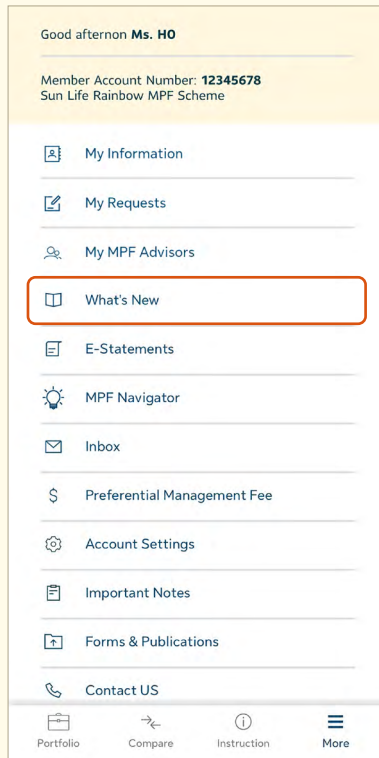 Good afternon Ms. HO
Member Account Number: 12345678
Sun Life Rainbow MPF Scheme
My Information
My Requests
My MPF Advisors
What's New
E-Statements
MPF Navigator
Inbox
$ Preferential Management Fee
Account Settings
Important Notes
Forms & Publications
Contact US
Portfolio Compare Instruction More